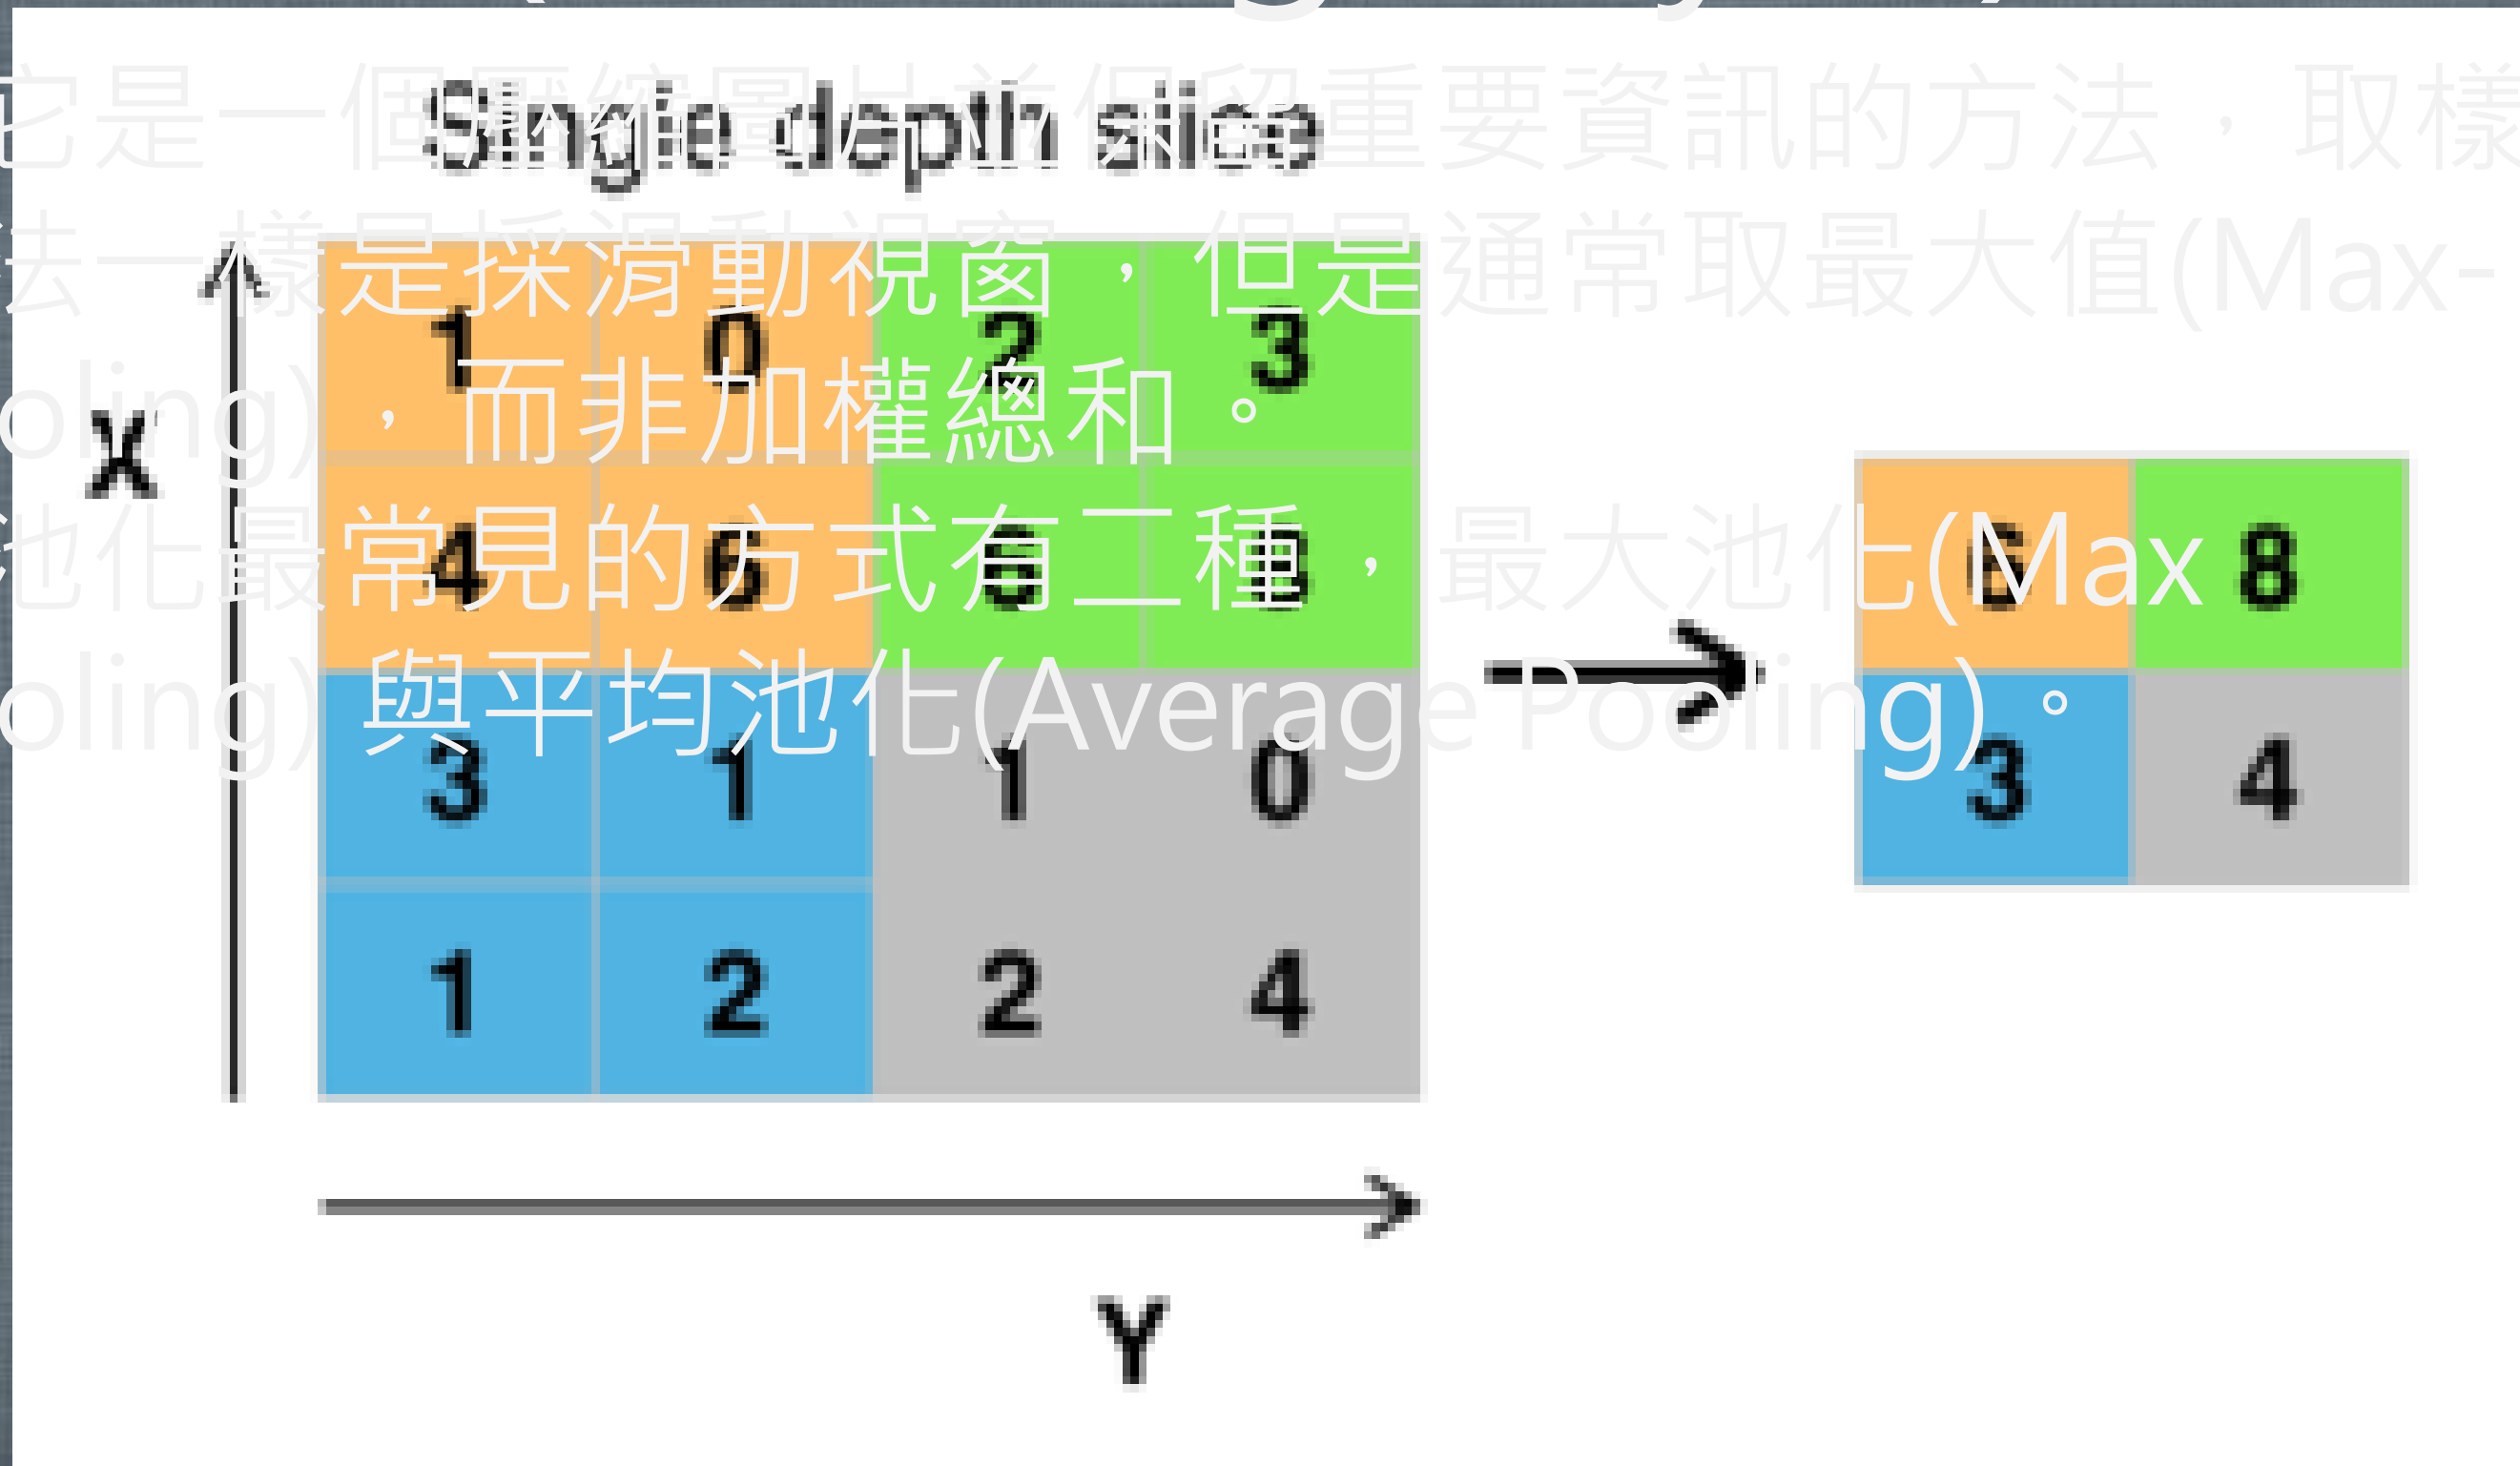 它是一個壓縮圖片並保留重要資訊的方法，取樣
法一樣是採滑動視窗，但是通常取最大值(Max-
oling)，而非加權總和。
池化最常見的方式有二種，最大池化(Max
oling)與平均池化(Average Pooling)。
Single depth slice
X
1 0 2 3
4 6 6 8
3 1 1 0
1 2 2 4
6 8
3 4
Y